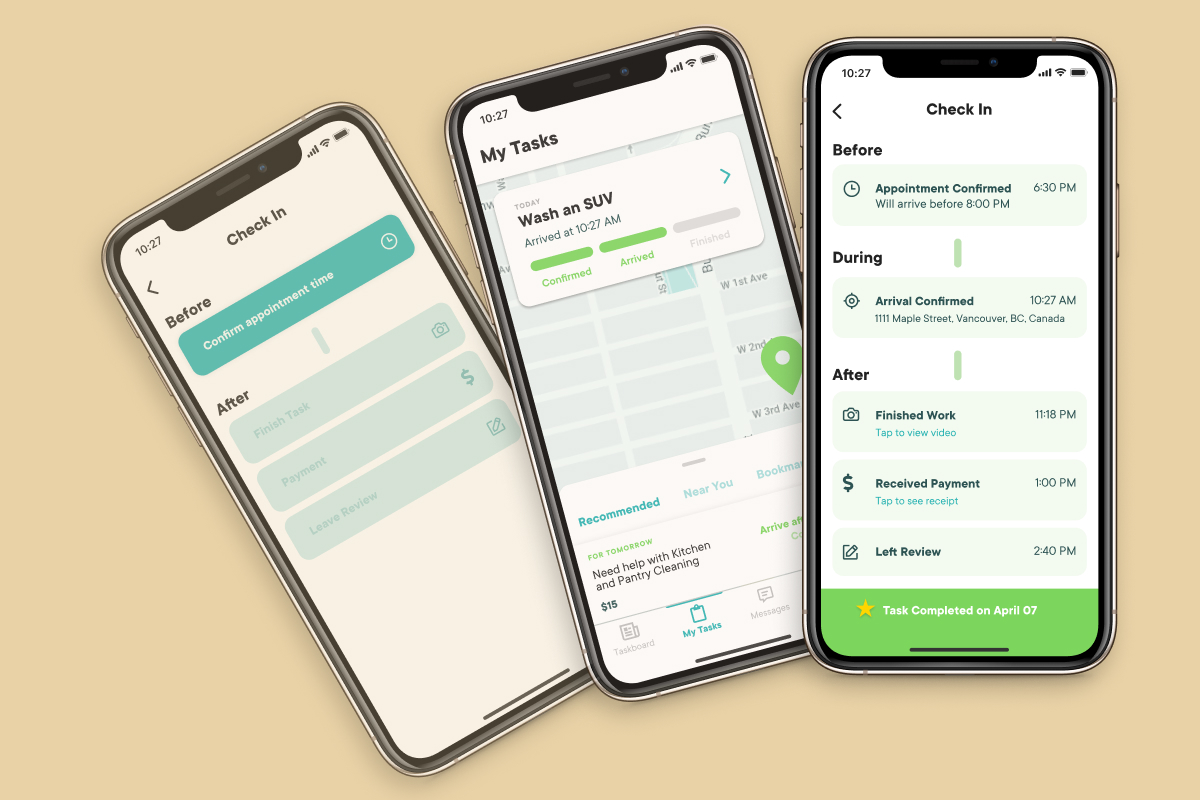 10:27
Check In
Before
Confirm appointment time
After
Finish Task
Payment
$
Leave Review
10:27
My Tasks
TODAY
Wash an SUV
Arrived at 10:27 AM
Confirmed
Arrived
Finished
W 1st Ave
W 2nd
W 3rd Ave
Recommended
Near You
FOR TOMORROW
Need help with Kitchen
and Pantry Cleaning
$15
Arrive
Taskboard
My Tasks
Messages
10:27
Check In
Before
Appointment Confirmed 6:30 PM
Will arrive before 8:00 PM
During
Arrival Confirmed 10:27 AM
1111 Maple Street, Vancouver, BC, Canada
After
Finished Work 11:18 PM
Tap to view video
$ Received Payment 1:00 PM
Tap to see receipt
Left Review 2:40 PM
Task Completed on April 07